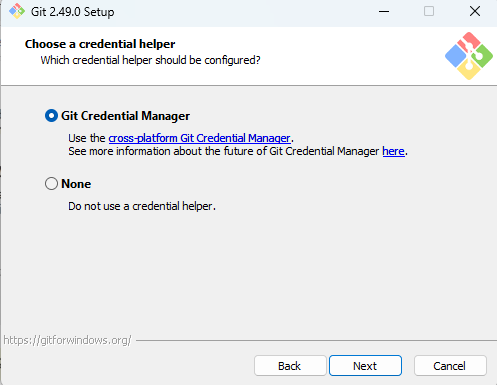 Git 2.49.0 Setup
Choose a credential helper
Which credential helper should be configured?
Git Credential Manager
Use the cross-platform Git Credential Manager.
See more information about the future of Git Credential Manager here.
None
Do not use a credential helper.
https://gitforwindows.org/
Back
Next
Cancel